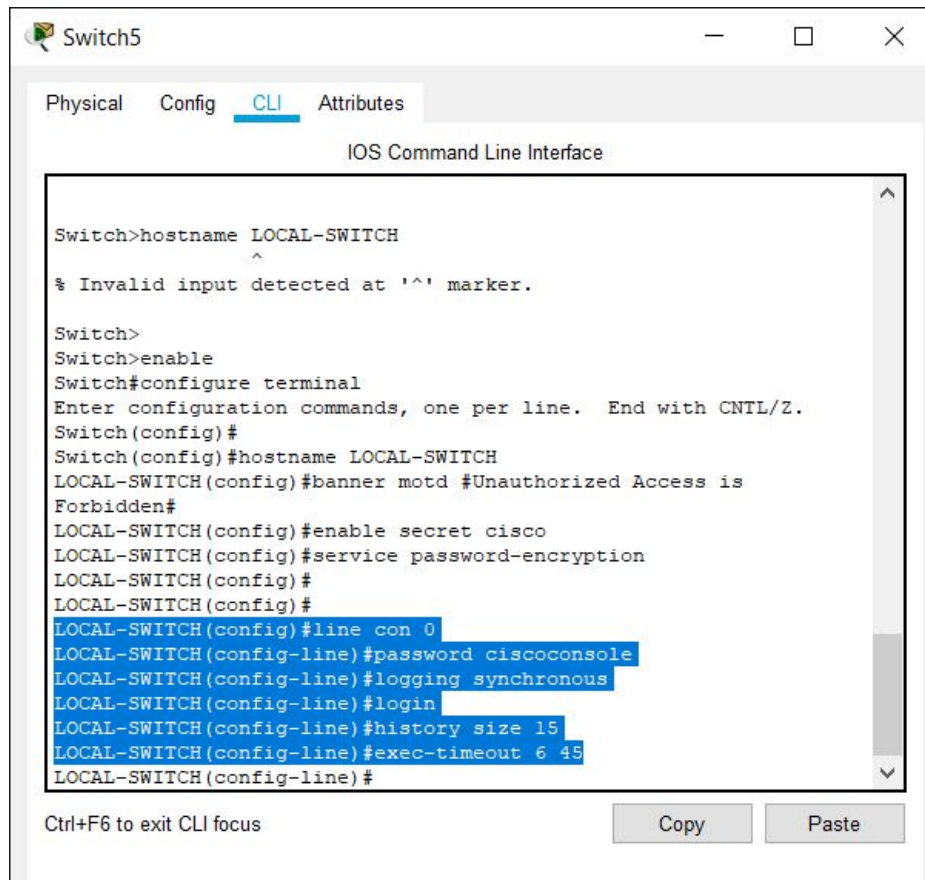 Switch5
Physical Config CLI Attributes
IOS Command Line Interface
Switch>hostname LOCAL-SWITCH
^
% Invalid input detected at '^' marker.
Switch>
Switch>enable
Switch#configure terminal
Enter configuration commands, one per line.  End with CNTL/Z.
Switch(config)#
Switch(config)#hostname LOCAL-SWITCH
LOCAL-SWITCH(config)#banner motd #Unauthorized Access is
Forbidden#
LOCAL-SWITCH(config)#enable secret cisco
LOCAL-SWITCH(config)#service password-encryption
LOCAL-SWITCH(config)#
LOCAL-SWITCH(config)#
LOCAL-SWITCH(config)#line con 0
LOCAL-SWITCH(config-line)#password ciscoconsole
LOCAL-SWITCH(config-line)#logging synchronous
LOCAL-SWITCH(config-line)#login
LOCAL-SWITCH(config-line)#history size 15
LOCAL-SWITCH(config-line)#exec-timeout 6 45
LOCAL-SWITCH(config-line)#
Ctrl+F6 to exit CLI focus Copy Paste